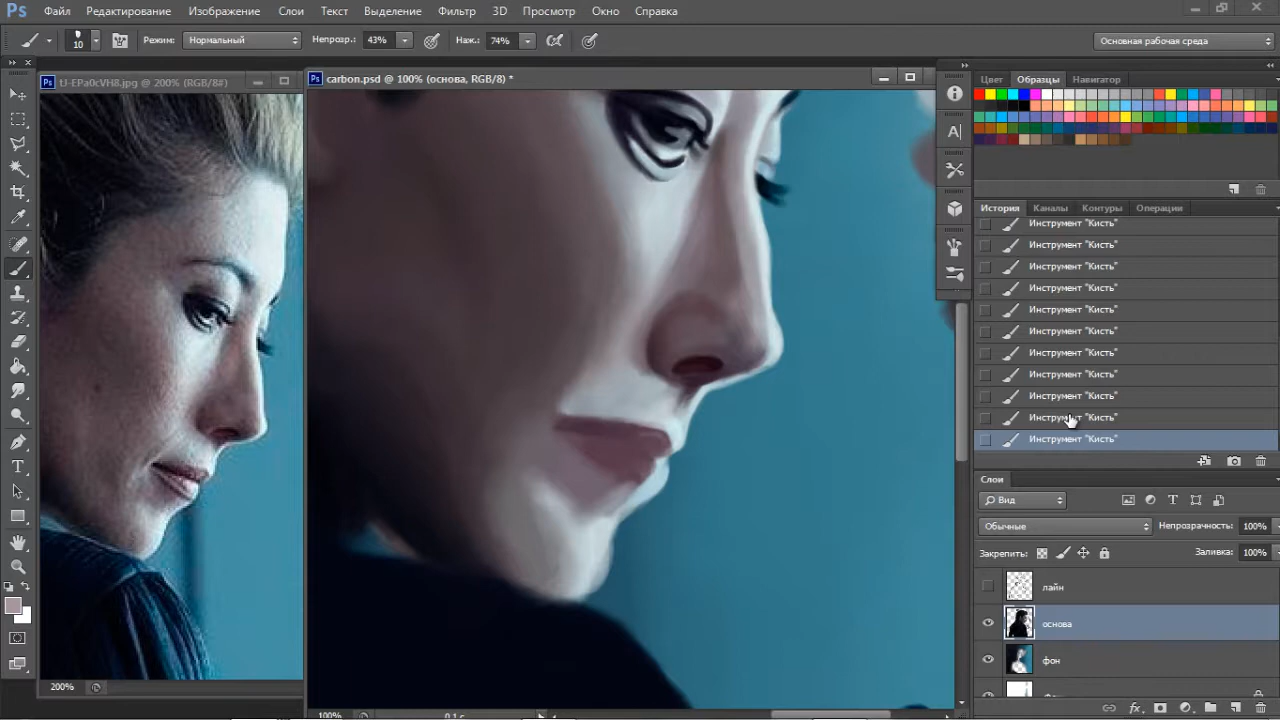 Ps Файл Редактирование Изображение Слои Текст Выделение Фильтр 3D Просмотр Окно Справка
10 Режим: Нормальный Непрозр.: 43% Наж.: 74% Основная рабочая среда
Ps tJ-EPa0cVH8.jpg @ 200% (RGB/8#)
Ps carbon.psd @ 100% (основа, RGB/8) *
Цвет Образцы Навигатор
История Каналы Контуры Операции
Инструмент "Кисть"
Инструмент "Кисть"
Инструмент "Кисть"
Инструмент "Кисть"
Инструмент "Кисть"
Инструмент "Кисть"
Инструмент "Кисть"
Инструмент "Кисть"
Инструмент "Кисть"
Инструмент "Кисть"
Инструмент "Кисть"
Слои
Вид
Обычные Непрозрачность: 100%
Закрепить: Заливка: 100%
лайн
основа
фон
200%
100% 0,1 с